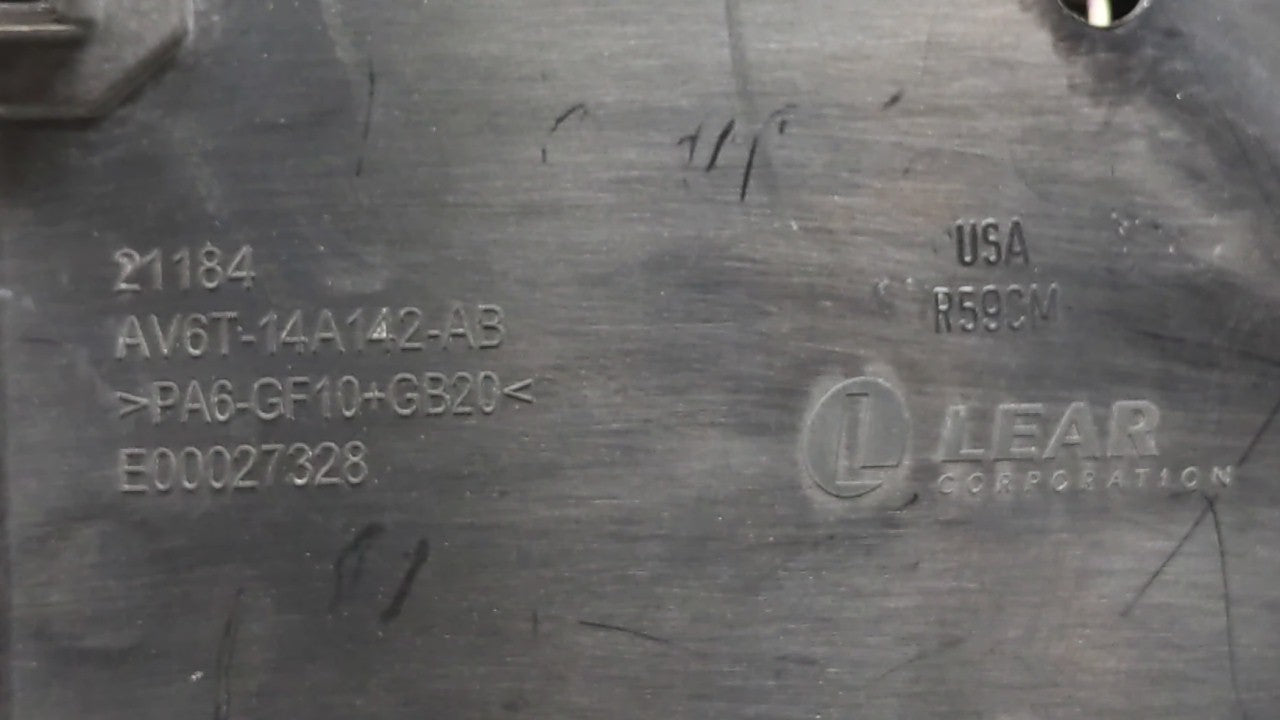 21184
AV6T-14A142-AB
>PA6-GF10+GB20<
E00027328
USA
R59CM
LEAR
CORPORATION